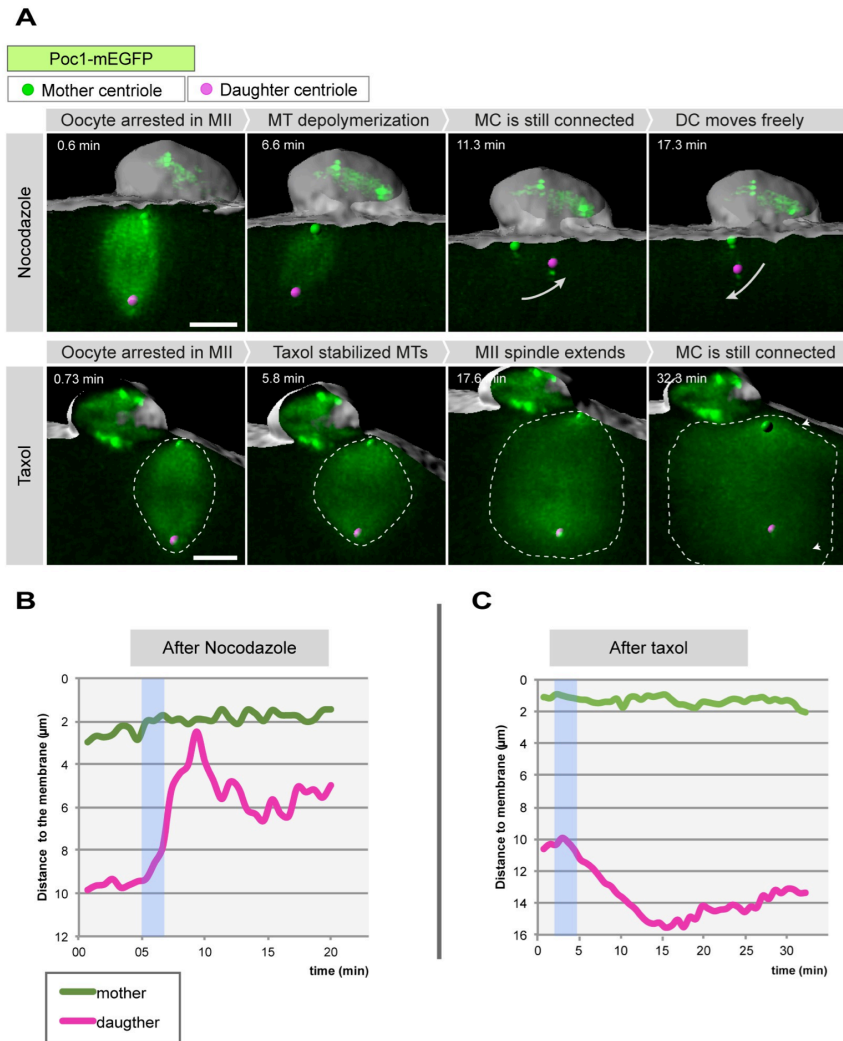 A
Poc1-mEGFP
Mother centriole
Daughter centriole
Oocyte arrested in MII
MT depolymerization
MC is still connected
DC moves freely
Nocodazole
0.6 min
6.6 min
11.3 min
17.3 min
Oocyte arrested in MII
Taxol stabilized MTs
MII spindle extends
MC is still connected
Taxol
0.73 min
5.8 min
17.6 min
32.3 min
B
After Nocodazole
Distance to the membrane (µm)
0
2
4
6
8
10
12
00
05
10
15
20
time (min)
mother
daugther
C
After taxol
Distance to membrane (µm)
0
2
4
6
8
10
12
14
16
0
5
10
15
20
25
30
time (min)